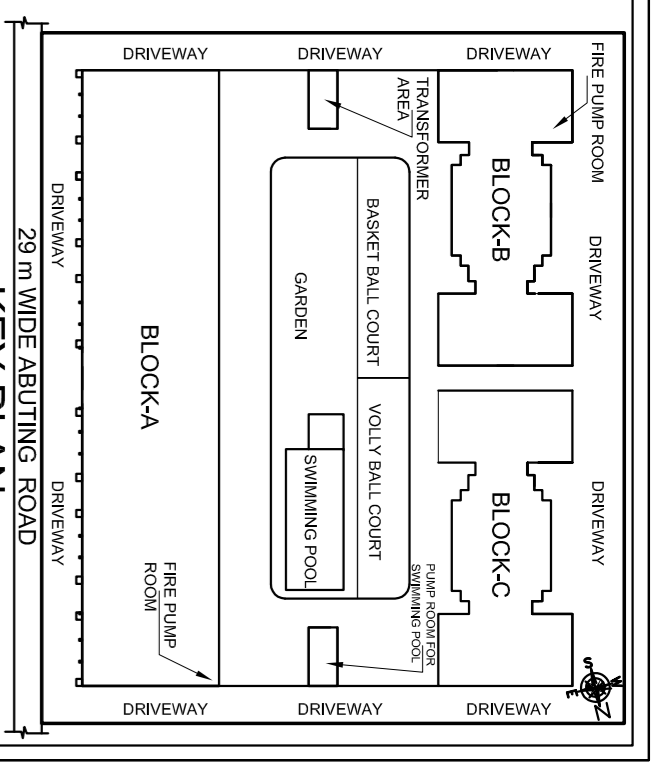 DRIVEWAY
DRIVEWAY
DRIVEWAY
FIRE PUMP ROOM
TRANSFORMER
AREA
BLOCK-B
DRIVEWAY
BASKET BALL COURT
GARDEN
DRIVEWAY
BLOCK-A
VOLLY BALL COURT
SWIMMING POOL
BLOCK-C
DRIVEWAY
DRIVEWAY
PUMP ROOM FOR
SWIMMING POOL
FIRE PUMP
ROOM
DRIVEWAY
DRIVEWAY
DRIVEWAY
S
W
E
N
29 m WIDE ABUTING ROAD
KEY PLAN